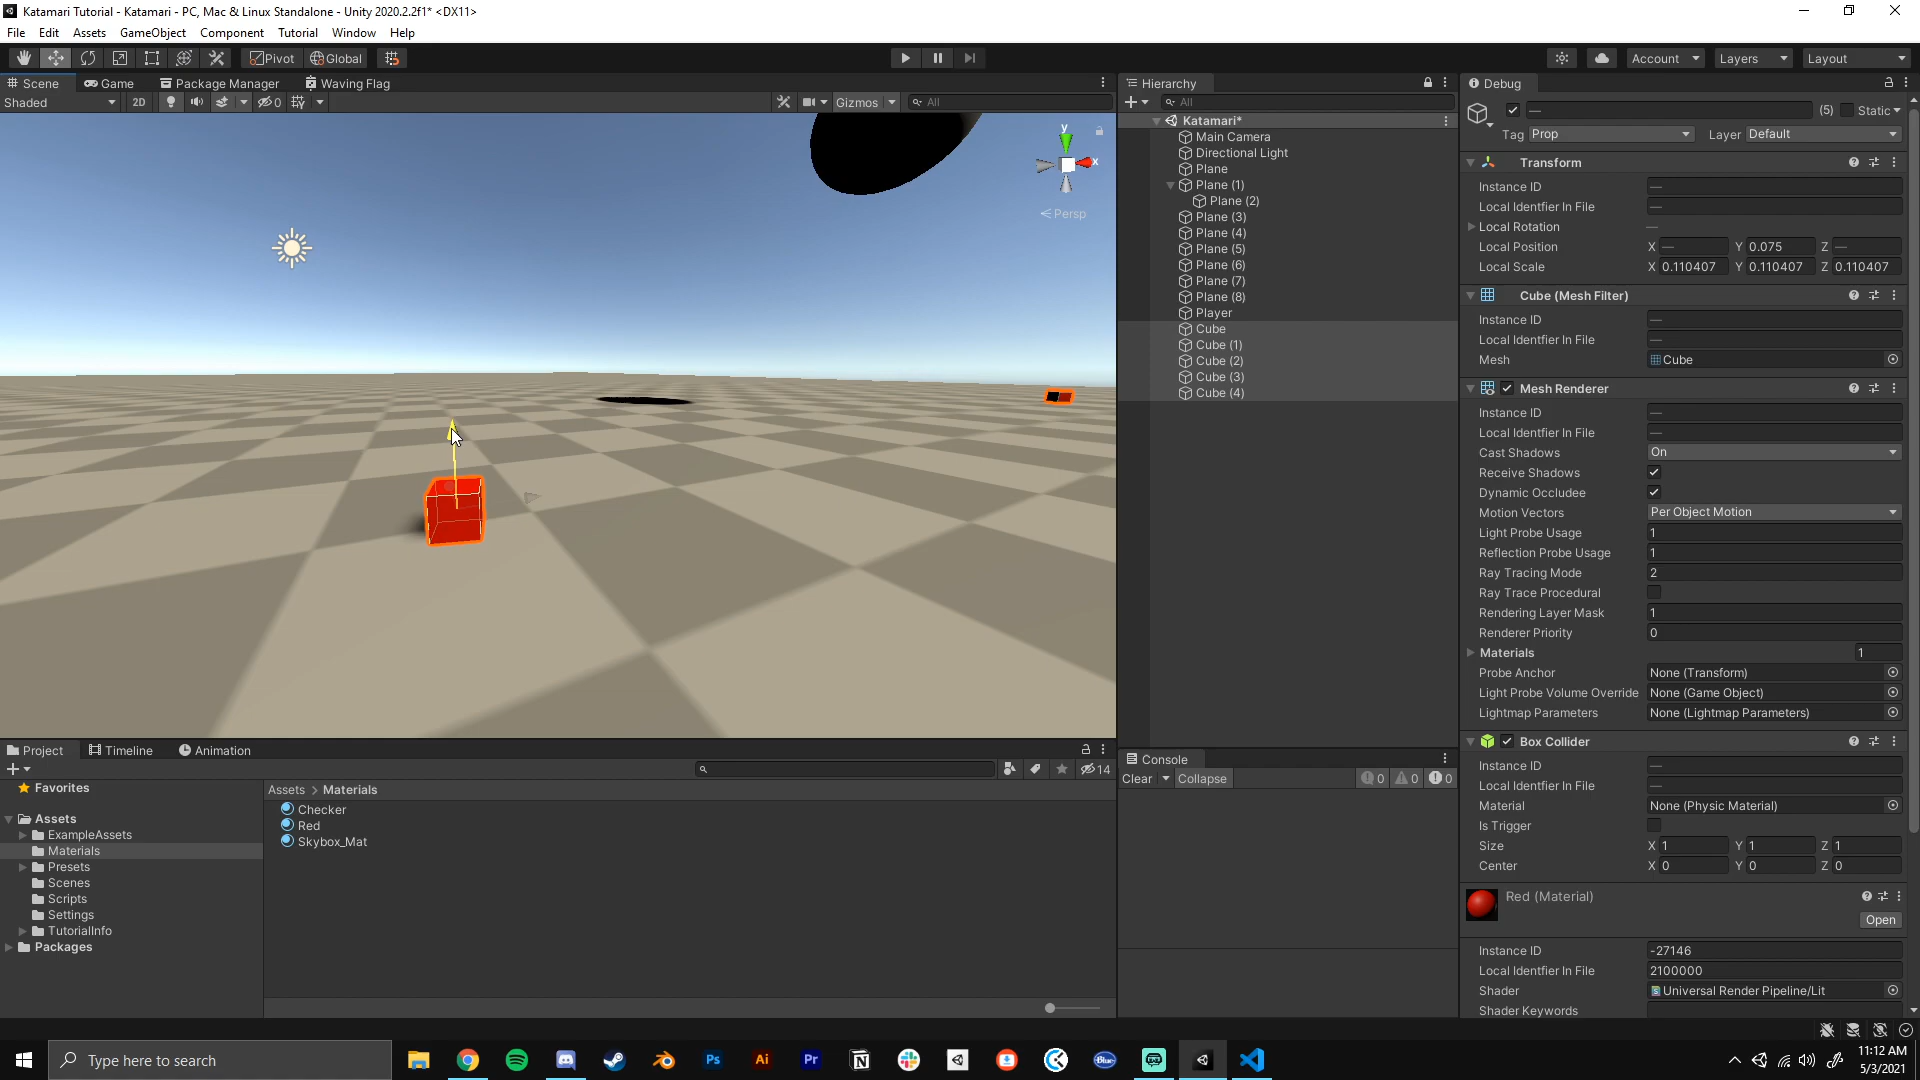 Katamari Tutorial - Katamari - PC, Mac & Linux Standalone - Unity 2020.2.2f1* <DX11>
File Edit Assets GameObject Component Tutorial Window Help
Pivot Global Account Layers Layout
Scene Game Package Manager Waving Flag
Shaded 2D 0 Gizmos All
y
x
Persp
Hierarchy
All
Katamari*
Main Camera
Directional Light
Plane
Plane (1)
Plane (2)
Plane (3)
Plane (4)
Plane (5)
Plane (6)
Plane (7)
Plane (8)
Player
Cube
Cube (1)
Cube (2)
Cube (3)
Cube (4)
Debug
— (5) Static
Tag Prop Layer Default
Transform
Instance ID —
Local Identfier In File —
Local Rotation —
Local Position X — Y 0.075 Z —
Local Scale X 0.110407 Y 0.110407 Z 0.110407
Cube (Mesh Filter)
Instance ID —
Local Identfier In File —
Mesh Cube
Mesh Renderer
Instance ID —
Local Identfier In File —
Cast Shadows On
Receive Shadows
Dynamic Occludee
Motion Vectors Per Object Motion
Light Probe Usage 1
Reflection Probe Usage 1
Ray Tracing Mode 2
Ray Trace Procedural
Rendering Layer Mask 1
Renderer Priority 0
Materials 1
Probe Anchor None (Transform)
Light Probe Volume Override None (Game Object)
Lightmap Parameters None (Lightmap Parameters)
Box Collider
Instance ID —
Local Identfier In File —
Material None (Physic Material)
Is Trigger
Size X 1 Y 1 Z 1
Center X 0 Y 0 Z 0
Red (Material)
Open
Instance ID -27146
Local Identfier In File 2100000
Shader Universal Render Pipeline/Lit
Shader Keywords
Project Timeline Animation
14
Favorites
Assets
ExampleAssets
Materials
Presets
Scenes
Scripts
Settings
TutorialInfo
Packages
Assets > Materials
Checker
Red
Skybox_Mat
Console
Clear Collapse 0 0 0
Type here to search
Ps Ai Pr N Blue
11:12 AM
5/3/2021